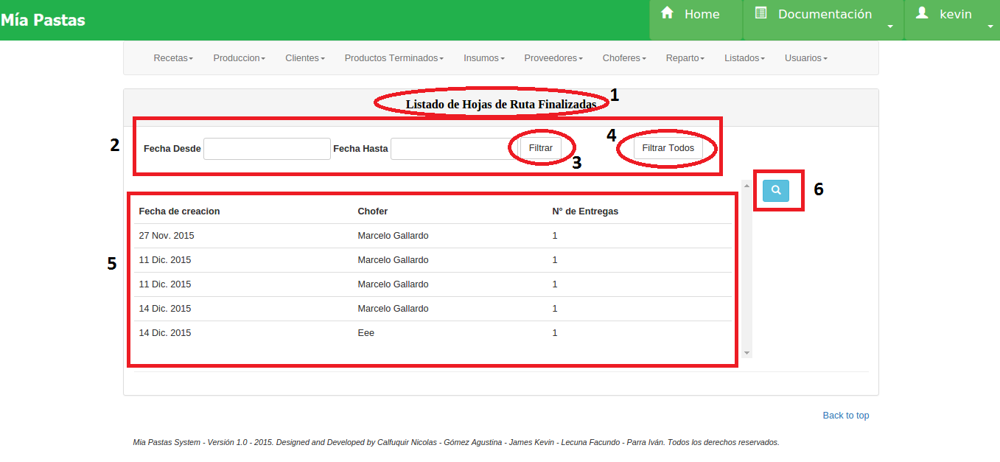 Mía Pastas Home Documentación kevin
Recetas Produccion Clientes Productos Terminados Insumos Proveedores Choferes Reparto Listados Usuarios
Listado de Hojas de Ruta Finalizadas 1
2 Fecha Desde Fecha Hasta Filtrar 3 4 Filtrar Todos
6
5
Fecha de creacion Chofer N° de Entregas
27 Nov. 2015 Marcelo Gallardo 1
11 Dic. 2015 Marcelo Gallardo 1
11 Dic. 2015 Marcelo Gallardo 1
14 Dic. 2015 Marcelo Gallardo 1
14 Dic. 2015 Eee 1
Back to top
Mia Pastas System - Versión 1.0 - 2015. Designed and Developed by Calfuquir Nicolas - Gómez Agustina - James Kevin - Lecuna Facundo - Parra Iván. Todos los derechos reservados.